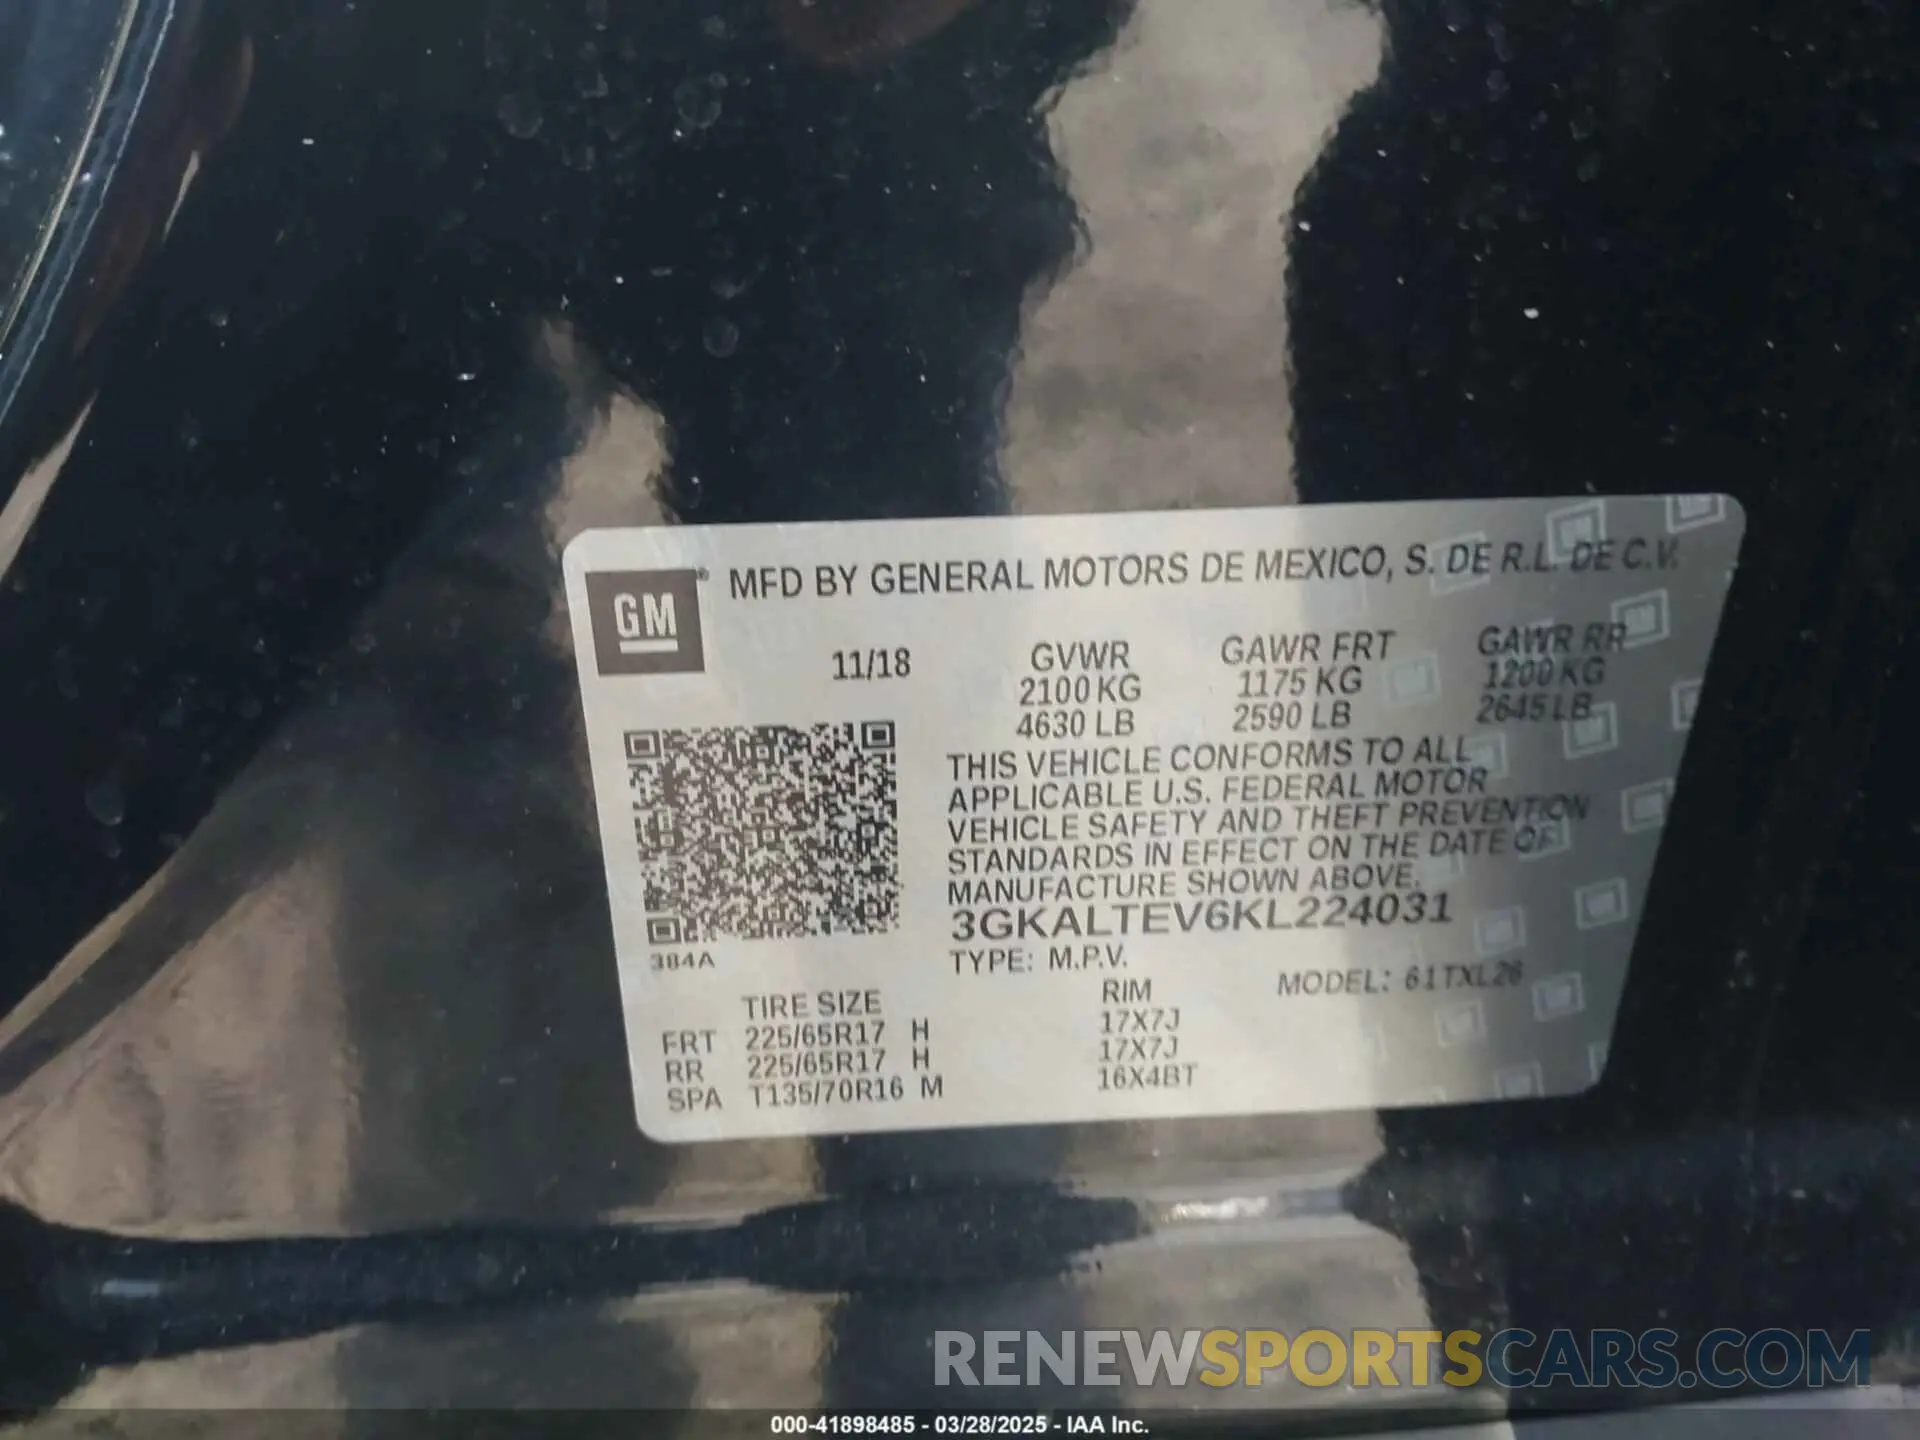 GM ® MFD BY GENERAL MOTORS DE MEXICO, S. DE R.L. DE C.V.
11/18 GVWR GAWR FRT GAWR RR
2100 KG 1175 KG 1200 KG
4630 LB 2590 LB 2645 LB
THIS VEHICLE CONFORMS TO ALL
APPLICABLE U.S. FEDERAL MOTOR
VEHICLE SAFETY AND THEFT PREVENTION
STANDARDS IN EFFECT ON THE DATE OF
MANUFACTURE SHOWN ABOVE.
3GKALTEV6KL224031
384A TYPE: M.P.V. MODEL: 61TXL26
TIRE SIZE RIM
FRT 225/65R17 H 17X7J
RR 225/65R17 H 17X7J
SPA T135/70R16 M 16X4BT
RENEWSPORTSCARS.COM
000-41898485 - 03/28/2025 - IAA Inc.